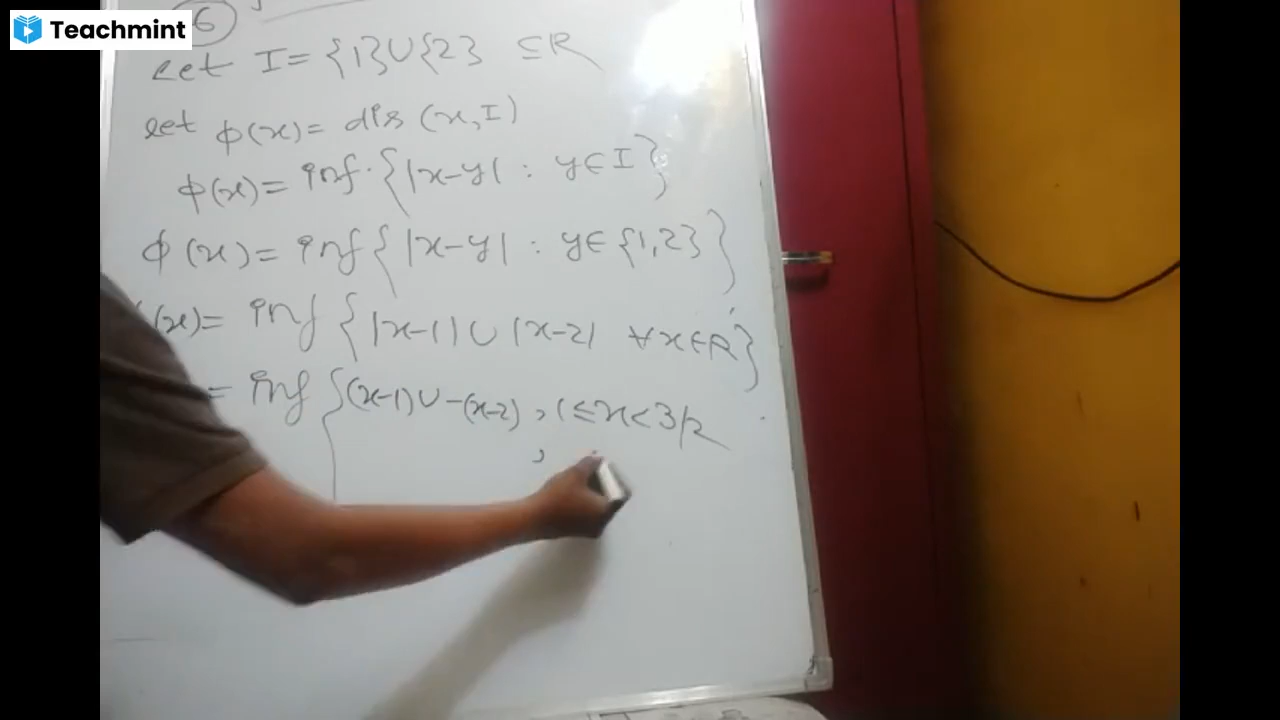 Teachmint
6
Let I = {1}∪{2} ⊆R
let φ(x) = dis (x, I)
φ(x) = inf. {|x-y| : y∈I}
φ(x) = inf {|x-y| : y∈ {1,2}}
(x) = inf {|x-1| ∪ |x-2| ∀x∈R}
= inf {(x-1)∪-(x-2) , 1≤x<3/2
,